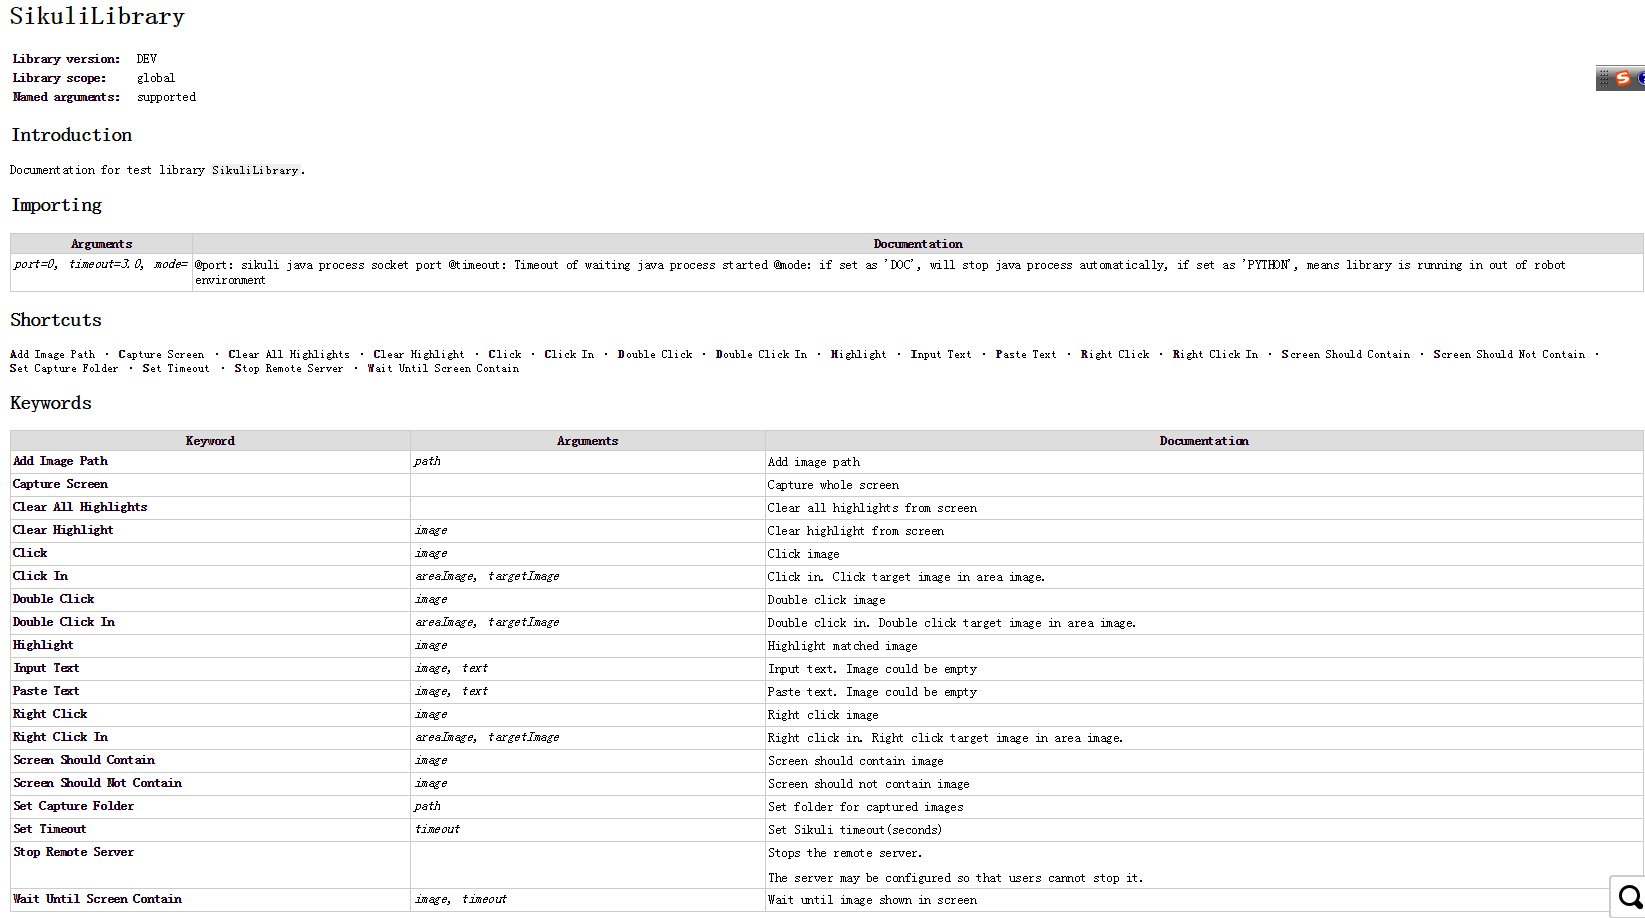 SikuliLibrary
Library version: DEV
Library scope: global
Named arguments: supported
Introduction
Documentation for test library SikuliLibrary.
Importing
Arguments Documentation
port=0, timeout=3.0, mode= @port: sikuli java process socket port @timeout: Timeout of waiting java process started @mode: if set as 'DOC', will stop java process automatically, if set as 'PYTHON', means library is running in out of robot
environment
Shortcuts
Add Image Path · Capture Screen · Clear All Highlights · Clear Highlight · Click · Click In · Double Click · Double Click In · Highlight · Input Text · Paste Text · Right Click · Right Click In · Screen Should Contain · Screen Should Not Contain ·
Set Capture Folder · Set Timeout · Stop Remote Server · Wait Until Screen Contain
Keywords
Keyword Arguments Documentation
Add Image Path path Add image path
Capture Screen Capture whole screen
Clear All Highlights Clear all highlights from screen
Clear Highlight image Clear highlight from screen
Click image Click image
Click In areaImage, targetImage Click in. Click target image in area image.
Double Click image Double click image
Double Click In areaImage, targetImage Double click in. Double click target image in area image.
Highlight image Highlight matched image
Input Text image, text Input text. Image could be empty
Paste Text image, text Paste text. Image could be empty
Right Click image Right click image
Right Click In areaImage, targetImage Right click in. Right click target image in area image.
Screen Should Contain image Screen should contain image
Screen Should Not Contain image Screen should not contain image
Set Capture Folder path Set folder for captured images
Set Timeout timeout Set Sikuli timeout(seconds)
Stop Remote Server Stops the remote server.
The server may be configured so that users cannot stop it.
Wait Until Screen Contain image, timeout Wait until image shown in screen